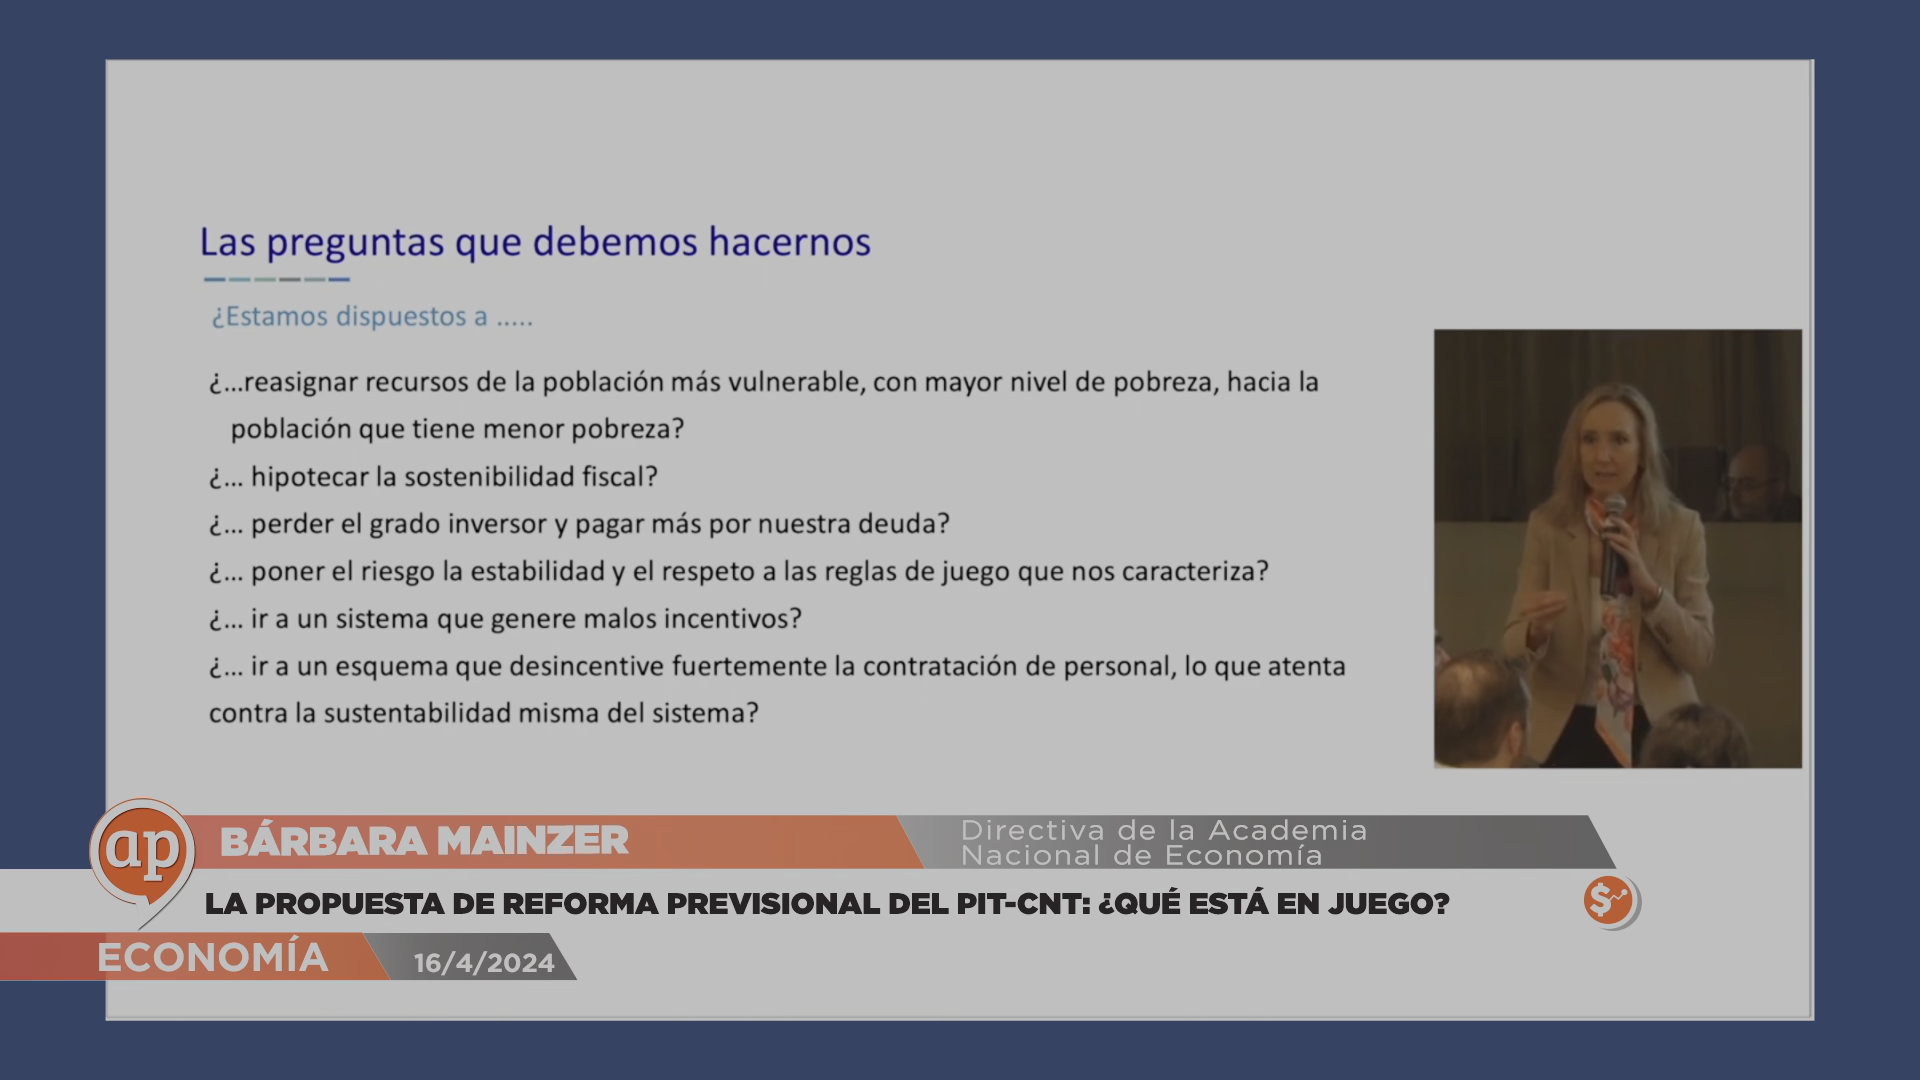 Las preguntas que debemos hacernos
¿Estamos dispuestos a .....
¿...reasignar recursos de la población más vulnerable, con mayor nivel de pobreza, hacia la
población que tiene menor pobreza?
¿... hipotecar la sostenibilidad fiscal?
¿... perder el grado inversor y pagar más por nuestra deuda?
¿... poner el riesgo la estabilidad y el respeto a las reglas de juego que nos caracteriza?
¿... ir a un sistema que genere malos incentivos?
¿... ir a un esquema que desincentive fuertemente la contratación de personal, lo que atenta
contra la sustentabilidad misma del sistema?
ap
BÁRBARA MAINZER
Directiva de la Academia
Nacional de Economía
LA PROPUESTA DE REFORMA PREVISIONAL DEL PIT-CNT: ¿QUÉ ESTÁ EN JUEGO?
$
ECONOMÍA
16/4/2024